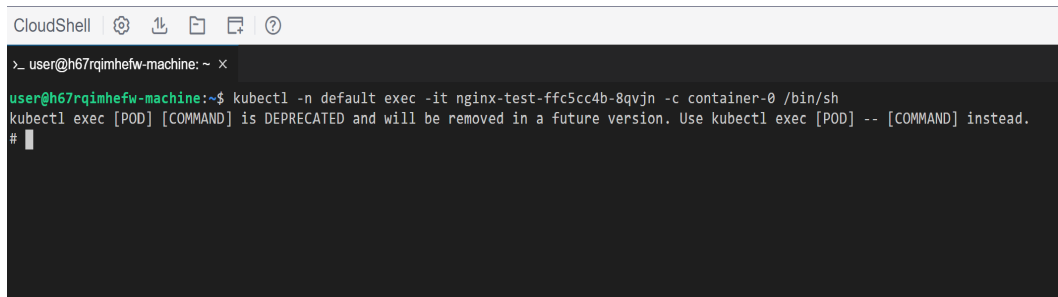 CloudShell
>_ user@h67rqimhefw-machine: ~ ×
user@h67rqimhefw-machine:~$ kubectl -n default exec -it nginx-test-ffc5cc4b-8qvjn -c container-0 /bin/sh
kubectl exec [POD] [COMMAND] is DEPRECATED and will be removed in a future version. Use kubectl exec [POD] -- [COMMAND] instead.
#